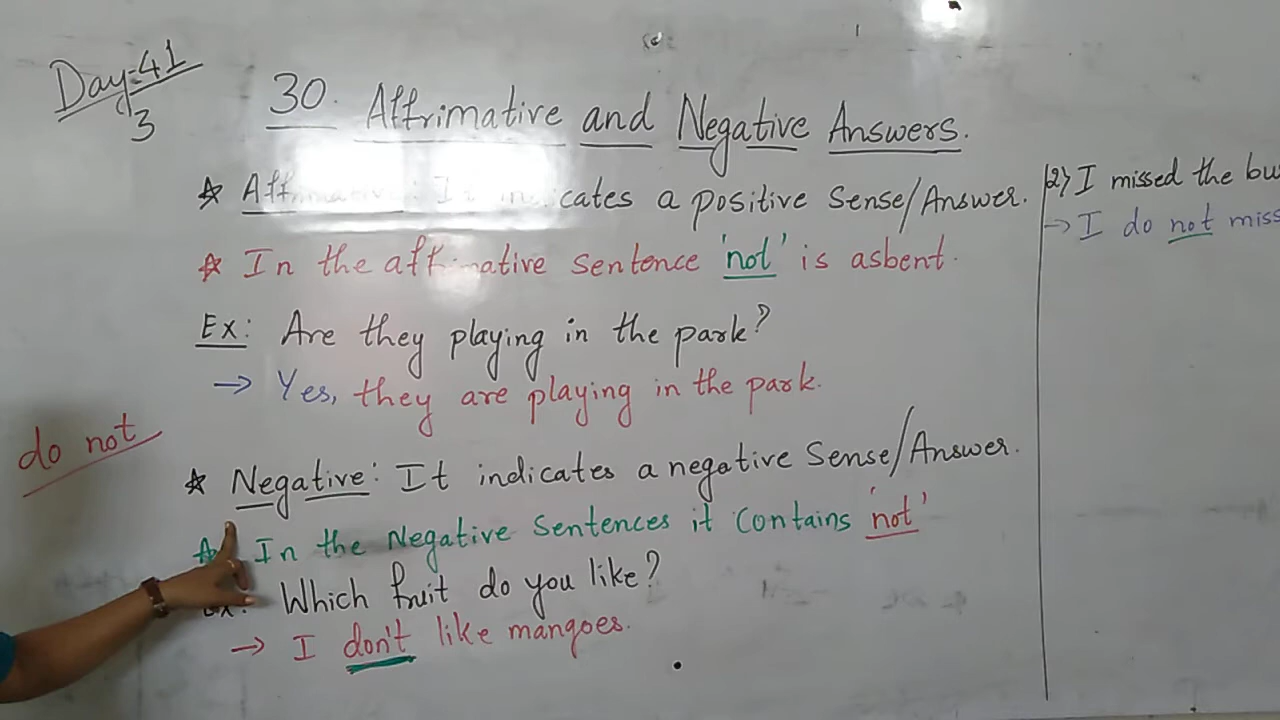 Day:-41
3
30. Affrimative and Negative Answers.
☆ Affrimative: It indicates a positive Sense/Answer.
☆ In the affrimative sentence 'not' is asbent.
Ex: Are they playing in the park?
→ Yes, they are playing in the park.
do not
☆ Negative: It indicates a negative Sense/Answer.
☆ In the Negative Sentences it contains 'not'
Ex: Which fruit do you like?
→ I don't like mangoes.
2) I missed the bu
→ I do not miss